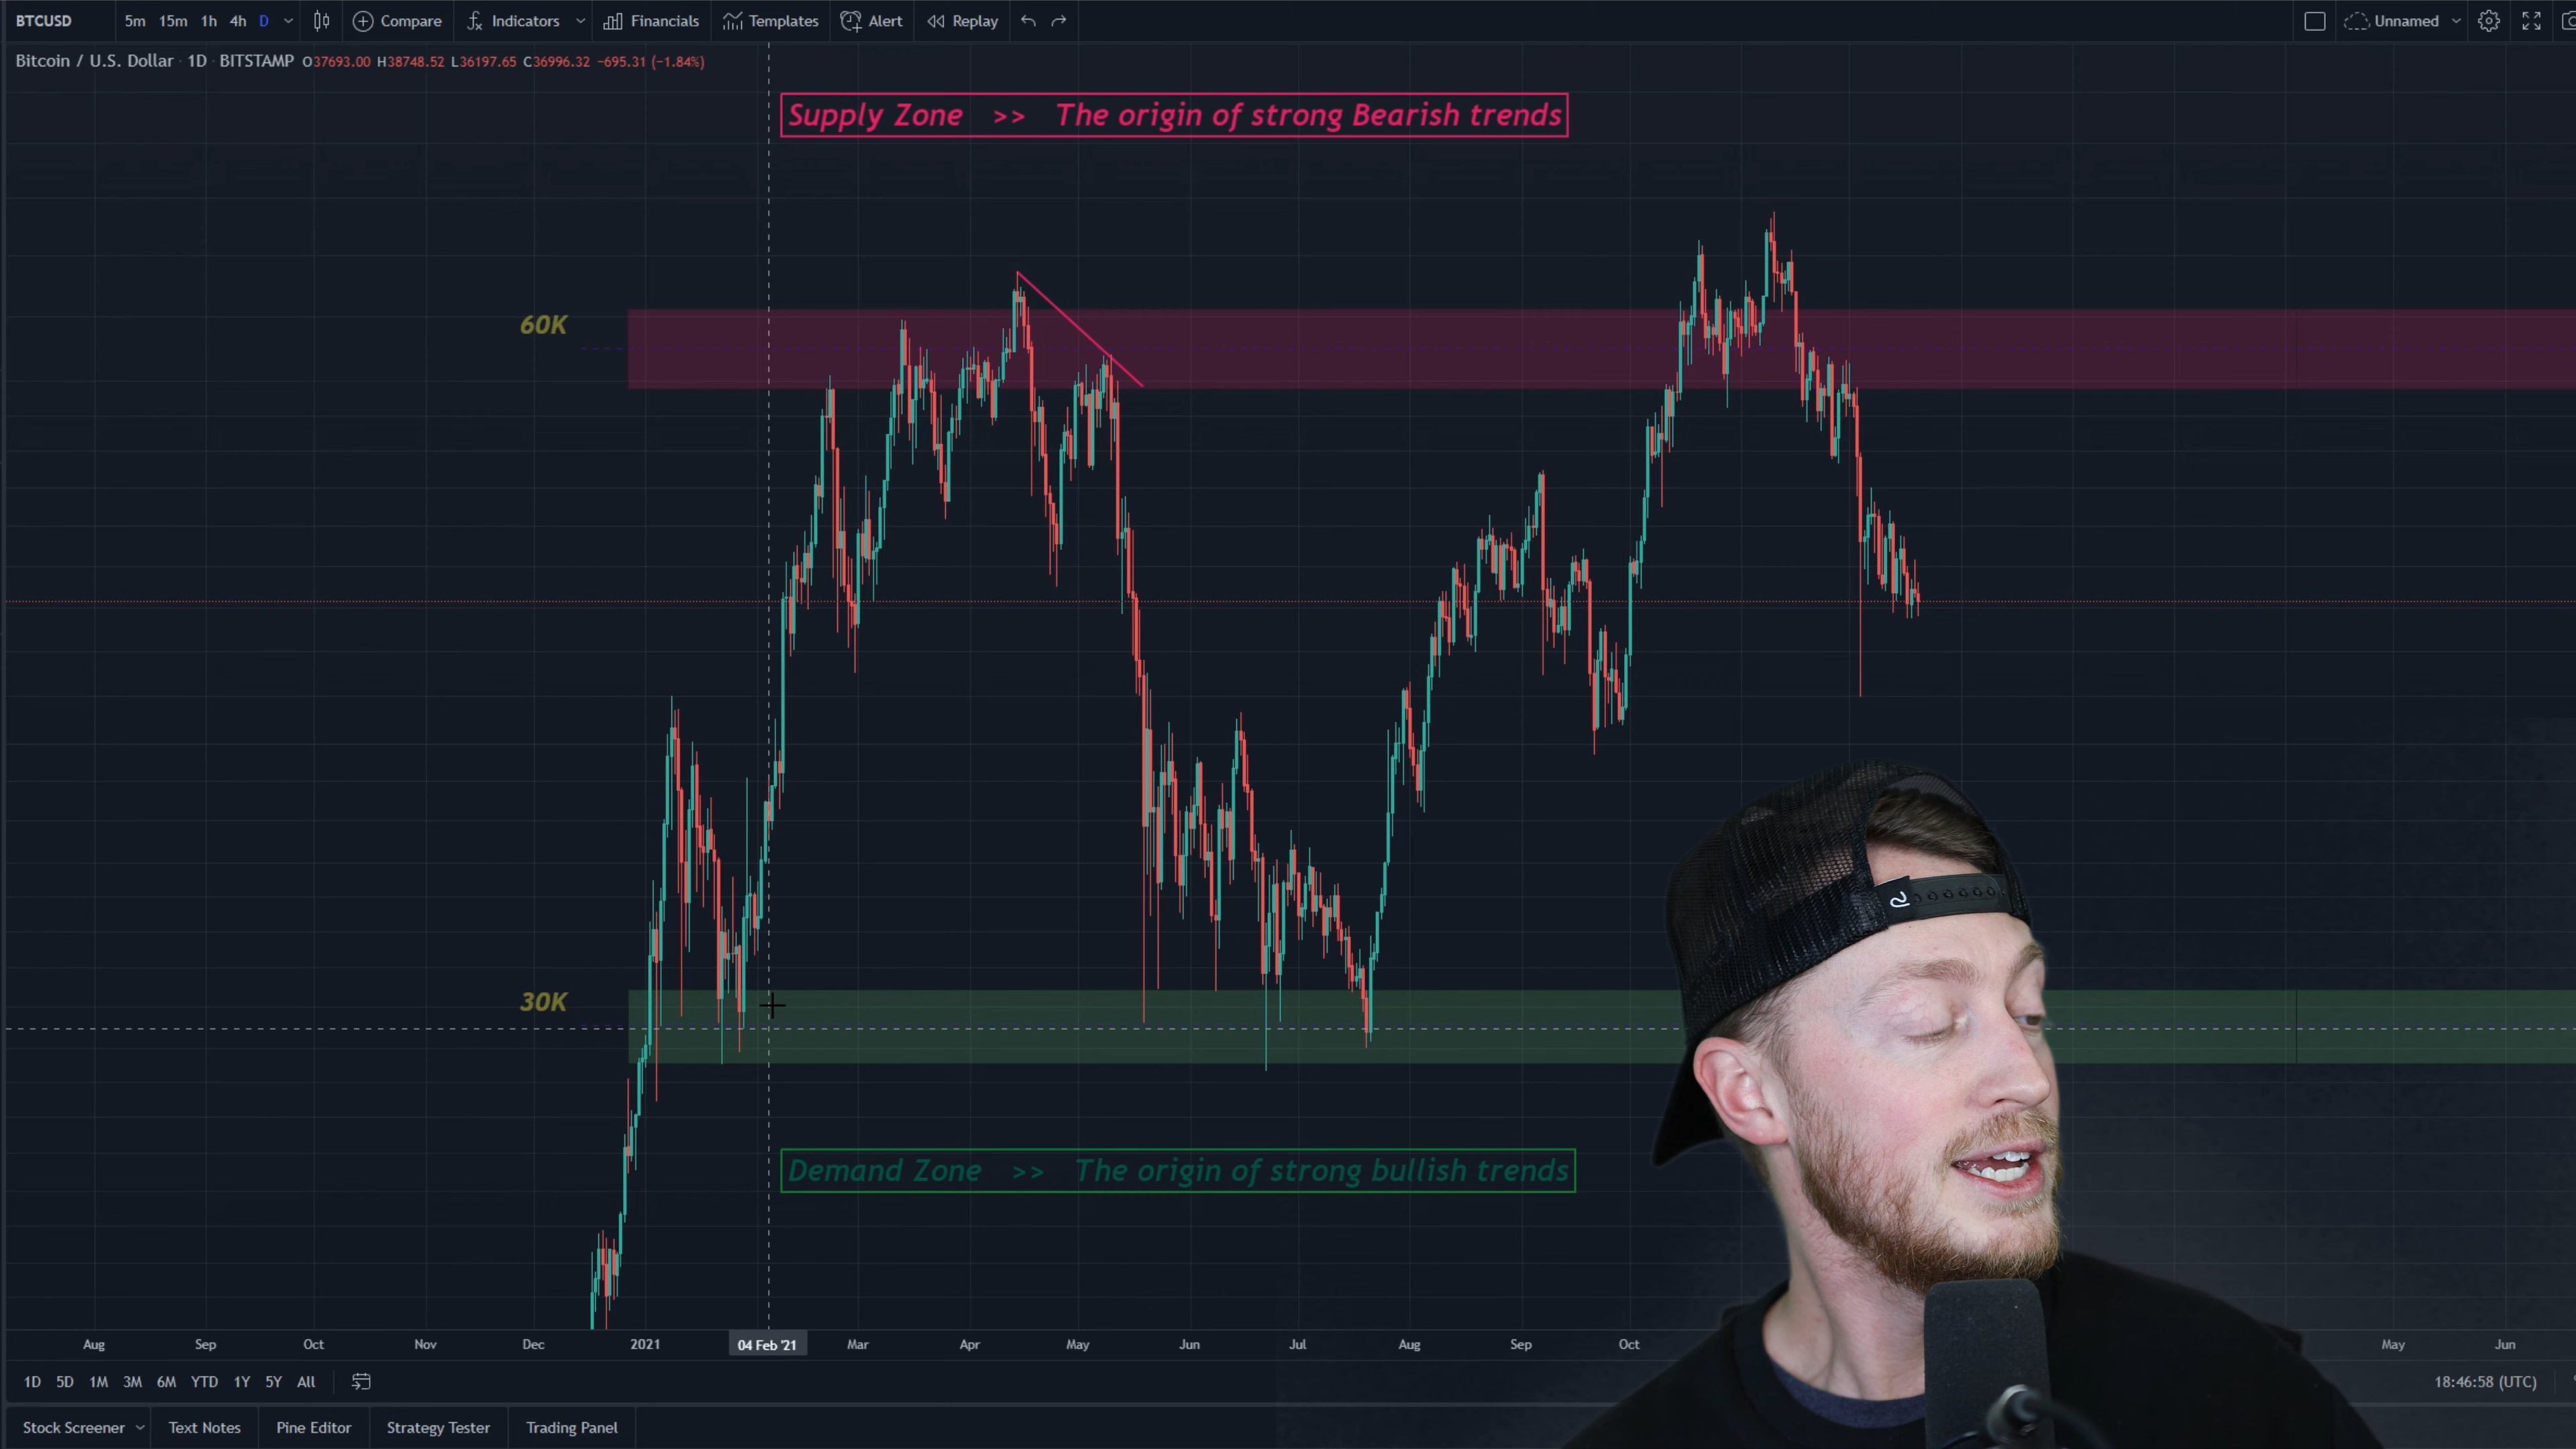 BTCUSD 5m 15m 1h 4h D Compare Indicators Financials Templates Alert Replay Unnamed
Bitcoin / U.S. Dollar 1D BITSTAMP O37693.00 H38748.52 L36197.65 C36996.32 −695.31 (−1.84%)
Supply Zone >> The origin of strong Bearish trends
60K
30K
Demand Zone >> The origin of strong bullish trends
Aug Sep Oct Nov Dec 2021 04 Feb '21 Mar Apr May Jun Jul Aug Sep Oct May Jun
1D 5D 1M 3M 6M YTD 1Y 5Y All 18:46:58 (UTC)
Stock Screener Text Notes Pine Editor Strategy Tester Trading Panel